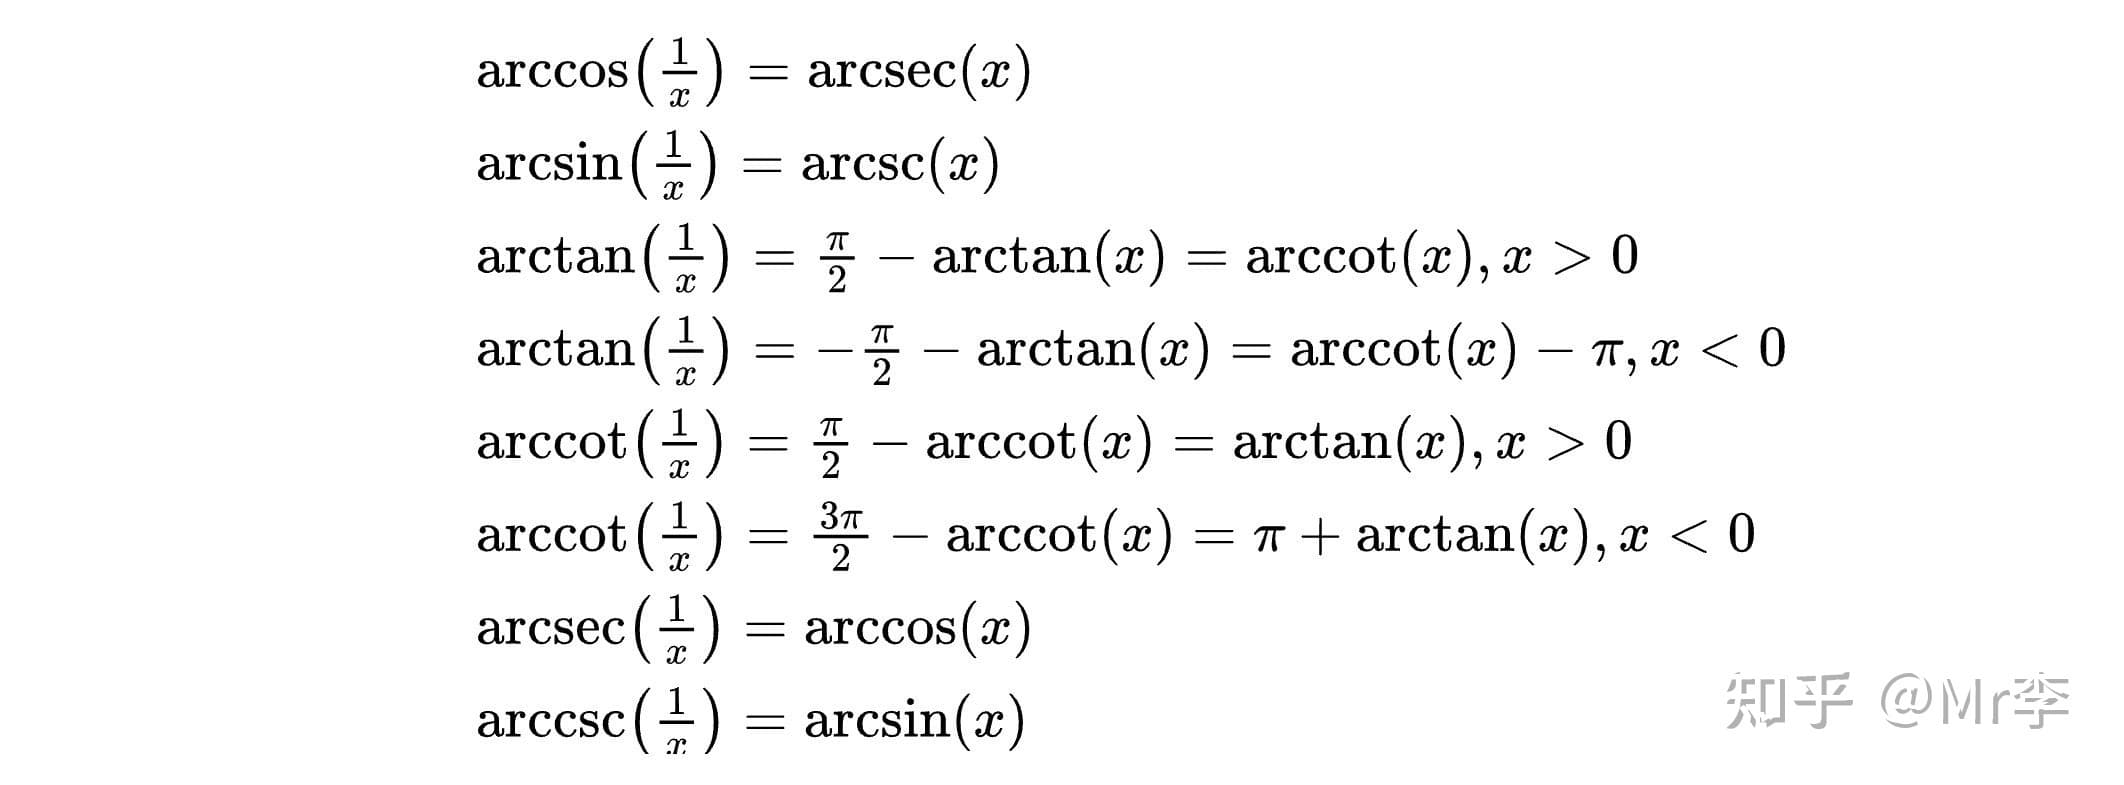 arccos(1/x) = arcsec(x)
arcsin(1/x) = arcsc(x)
arctan(1/x) = π/2 − arctan(x) = arccot(x), x > 0
arctan(1/x) = −π/2 − arctan(x) = arccot(x) − π, x < 0
arccot(1/x) = π/2 − arccot(x) = arctan(x), x > 0
arccot(1/x) = 3π/2 − arccot(x) = π + arctan(x), x < 0
arcsec(1/x) = arccos(x)
arccsc(1/x) = arcsin(x)
知乎 @Mr李